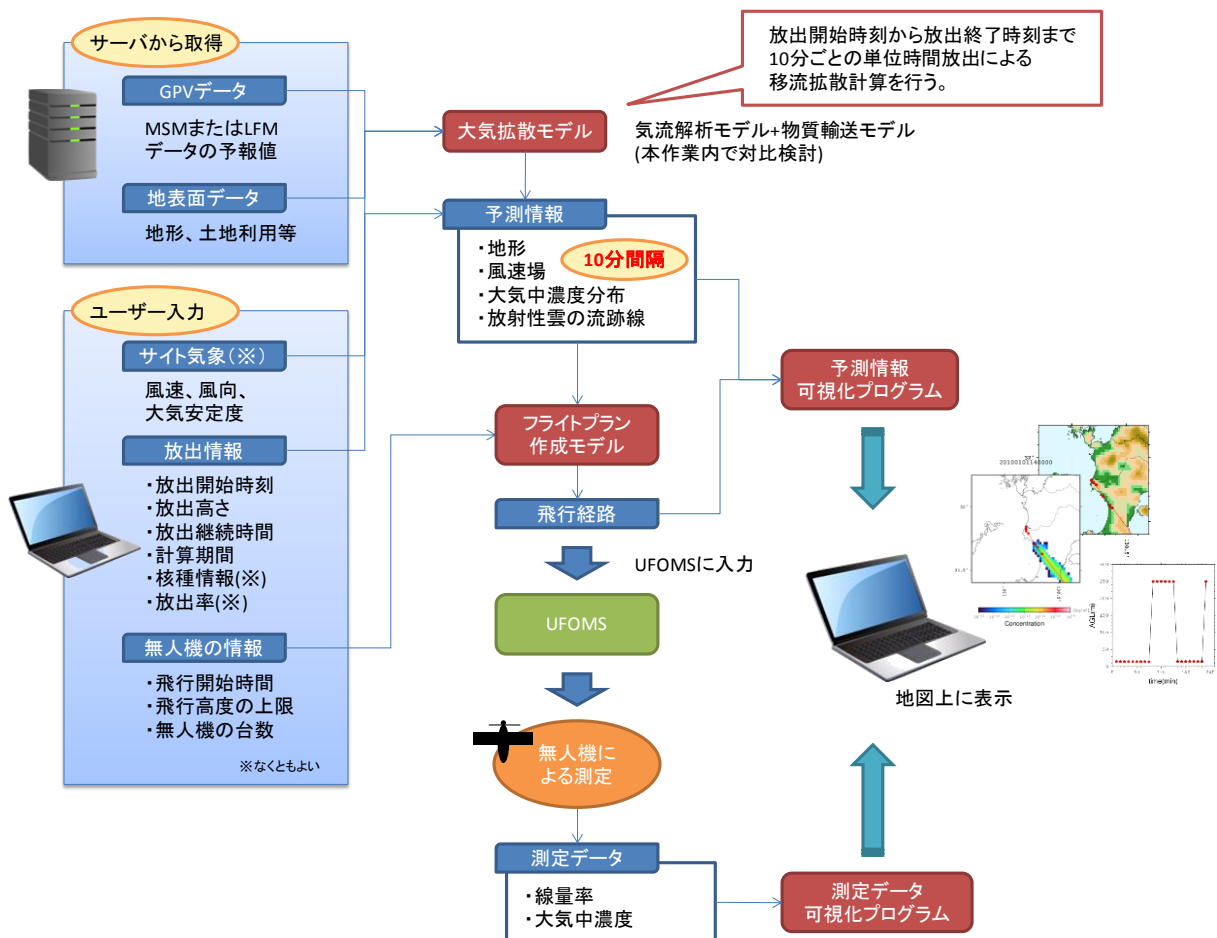 サーバから取得
GPVデータ
MSMまたはLFM
データの予報値
地表面データ
地形、土地利用等
ユーザー入力
サイト気象(※)
風速、風向、
大気安定度
放出情報
・放出開始時刻
・放出高さ
・放出継続時間
・計算期間
・核種情報(※)
・放出率(※)
無人機の情報
・飛行開始時間
・飛行高度の上限
・無人機の台数
※なくともよい
放出開始時刻から放出終了時刻まで
10分ごとの単位時間放出による
移流拡散計算を行う。
大気拡散モデル
気流解析モデル+物質輸送モデル
(本作業内で対比検討)
予測情報
・地形
・風速場
・大気中濃度分布
・放射性雲の流跡線
10分間隔
フライトプラン
作成モデル
飛行経路
UFOMSに入力
UFOMS
無人機に
よる測定
測定データ
・線量率
・大気中濃度
予測情報
可視化プログラム
20100101140000
Concentration
time(min)
地図上に表示
測定データ
可視化プログラム